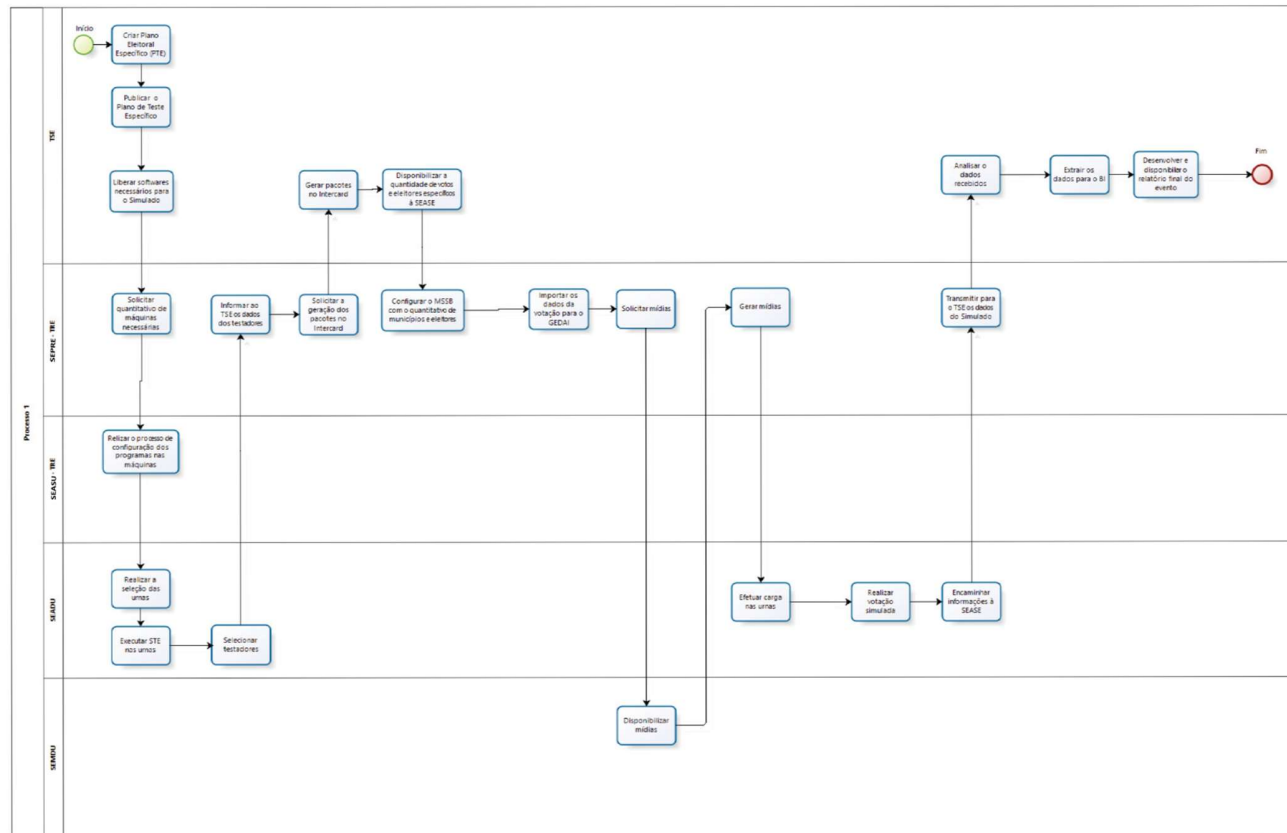 Processo 1
TSE
Início
Criar Plano
Eleitoral
Específico (PTE)
Publicar o
Plano de Teste
Específico
Liberar softwares
necessários para
o Simulado
Gerar pacotes
no Intercard
Disponibilizar a
quantidade de votos
e eleitores específicos
à SEASE
Analisar o
dados
recebidos
Extrair os
dados para o BI
Desenvolver e
disponibilizar o
relatório final do
evento
Fim
SEPRE - TRE
Solicitar
quantitativo de
máquinas
necessárias
Informar ao
TSE os dados
dos testadores
Solicitar a
geração dos
pacotes no
Intercard
Configurar o MSSB
com o quantitativo de
municípios e eleitores
Importar os
dados da
votação para o
GEDAI
Solicitar mídias
Gerar mídias
Transmitir para
o TSE os dados
do Simulado
SEASU - TRE
Relizar o processo de
configuração dos
programas nas
máquinas
SEADU
Realizar a
seleção das
urnas
Executar STE
nas urnas
Selecionar
testadores
Efetuar carga
nas urnas
Realizar
votação
simulada
Encaminhar
informações à
SEASE
SEMDU
Disponibilizar
mídias